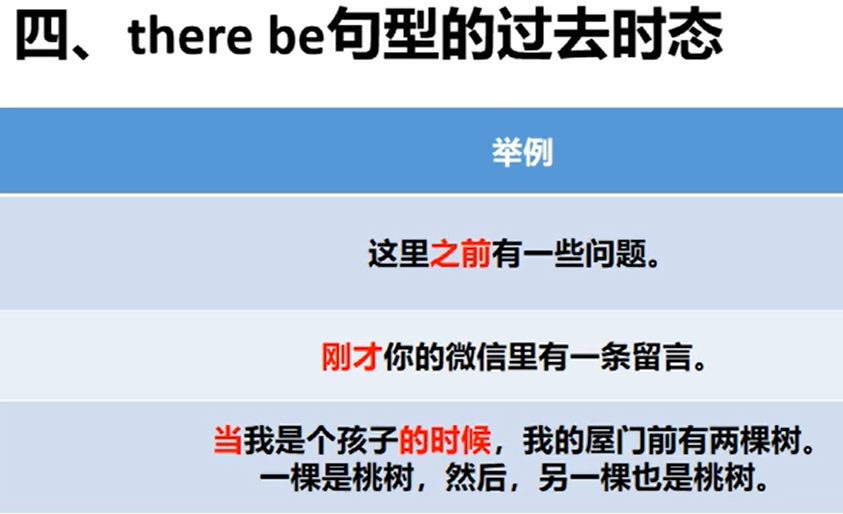 四、there be句型的过去时态
举例
这里之前有一些问题。
刚才你的微信里有一条留言。
当我是个孩子的时候，我的屋门前有两棵树。
一棵是桃树，然后，另一棵也是桃树。